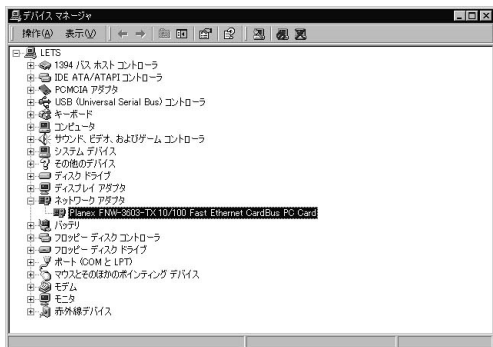 デバイス マネージャ
操作(A) 表示(V)
LETS
1394 バス ホスト コントローラ
IDE ATA/ATAPI コントローラ
PCMCIA アダプタ
USB (Universal Serial Bus) コントローラ
キーボード
コンピュータ
サウンド、ビデオ、およびゲーム コントローラ
システム デバイス
その他のデバイス
ディスク ドライブ
ディスプレイ アダプタ
ネットワーク アダプタ
Planex FNW-3603-TX 10/100 Fast Ethernet CardBus PC Card
バッテリ
フロッピー ディスク コントローラ
フロッピー ディスク ドライブ
ポート (COM と LPT)
マウスとそのほかのポインティング デバイス
モデム
モニタ
赤外線デバイス